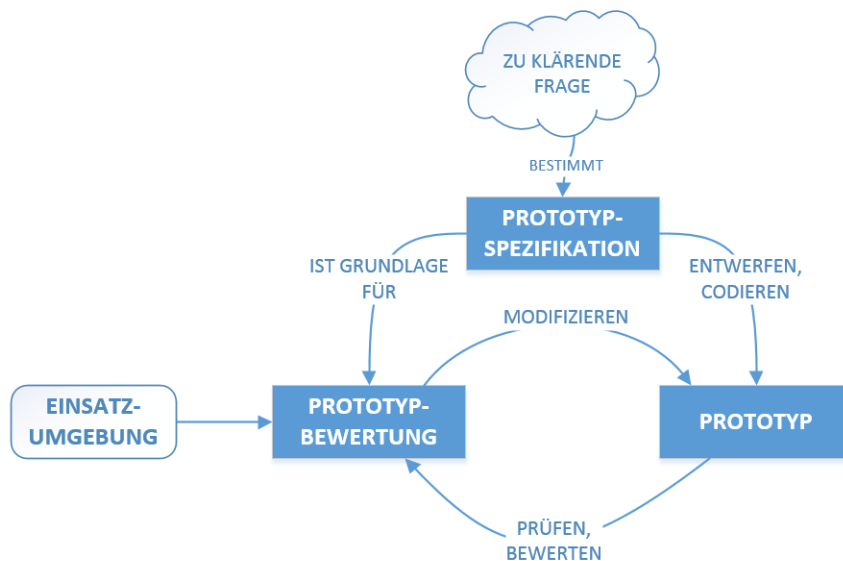 ZU KLÄRENDE
FRAGE
BESTIMMT
PROTOTYP-
SPEZIFIKATION
IST GRUNDLAGE
FÜR
ENTWERFEN,
CODIEREN
MODIFIZIEREN
EINSATZ-
UMGEBUNG
PROTOTYP-
BEWERTUNG
PROTOTYP
PRÜFEN,
BEWERTEN